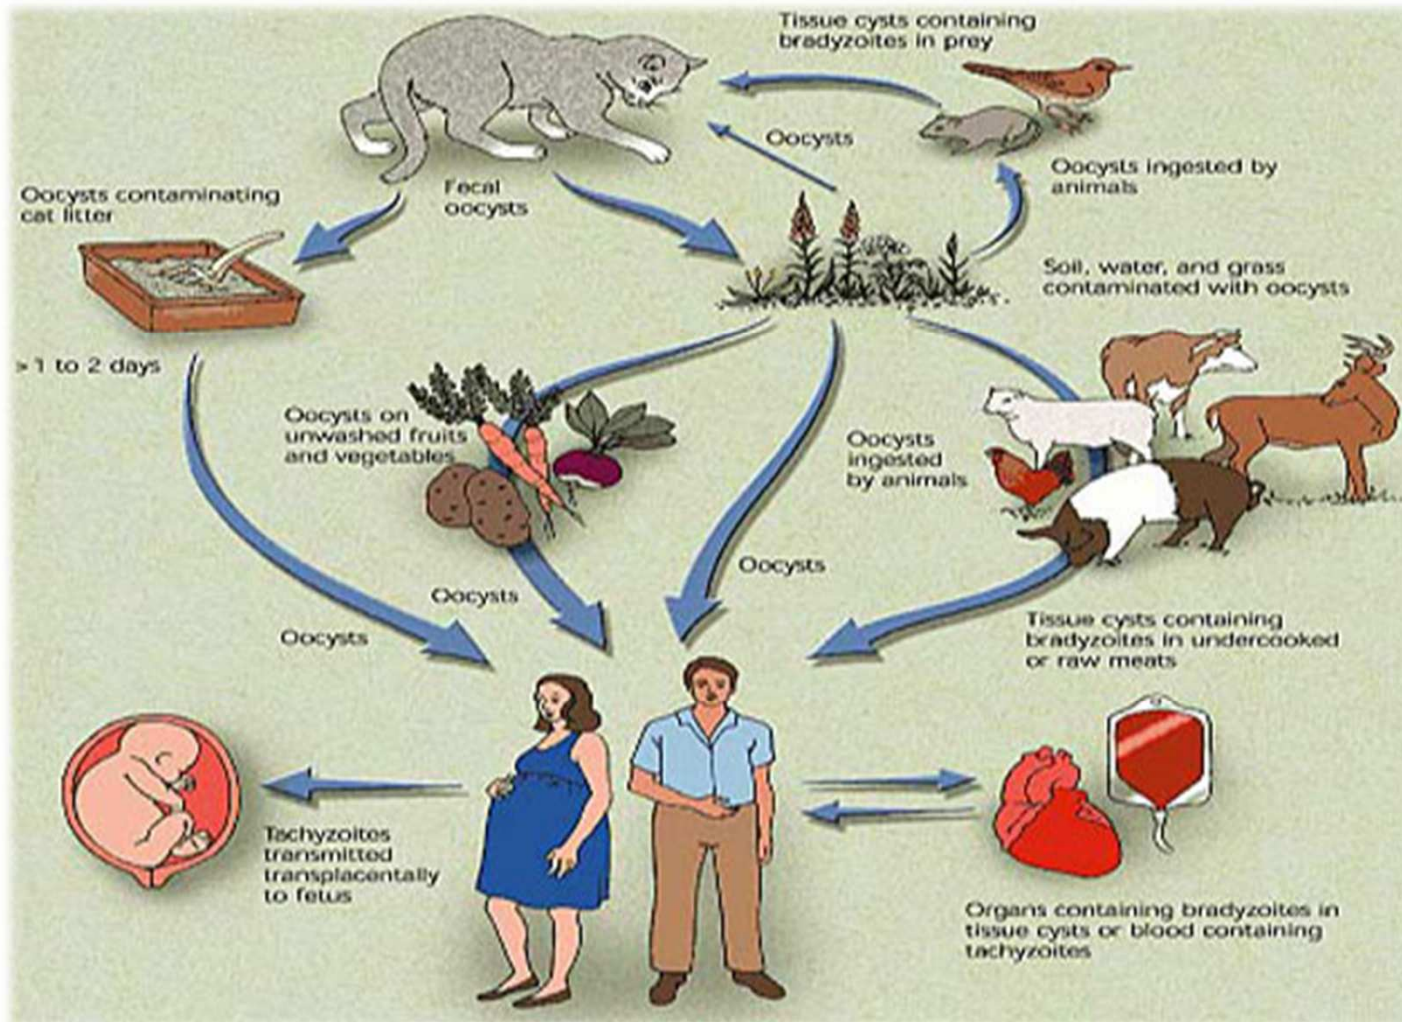 Tissue cysts containing
bradyzoites in prey
Oocysts
Oocysts ingested by
animals
Fecal
oocysts
Oocysts contaminating
cat litter
Soil, water, and grass
contaminated with oocysts
>1 to 2 days
Oocysts on
unwashed fruits
and vegetables
Oocysts
ingested
by animals
Oocysts
Oocysts
Oocysts
Tissue cysts containing
bradyzoites in undercooked
or raw meats
Tachyzoites
transmitted
transplacentally
to fetus
Organs containing bradyzoites in
tissue cysts or blood containing
tachyzoites